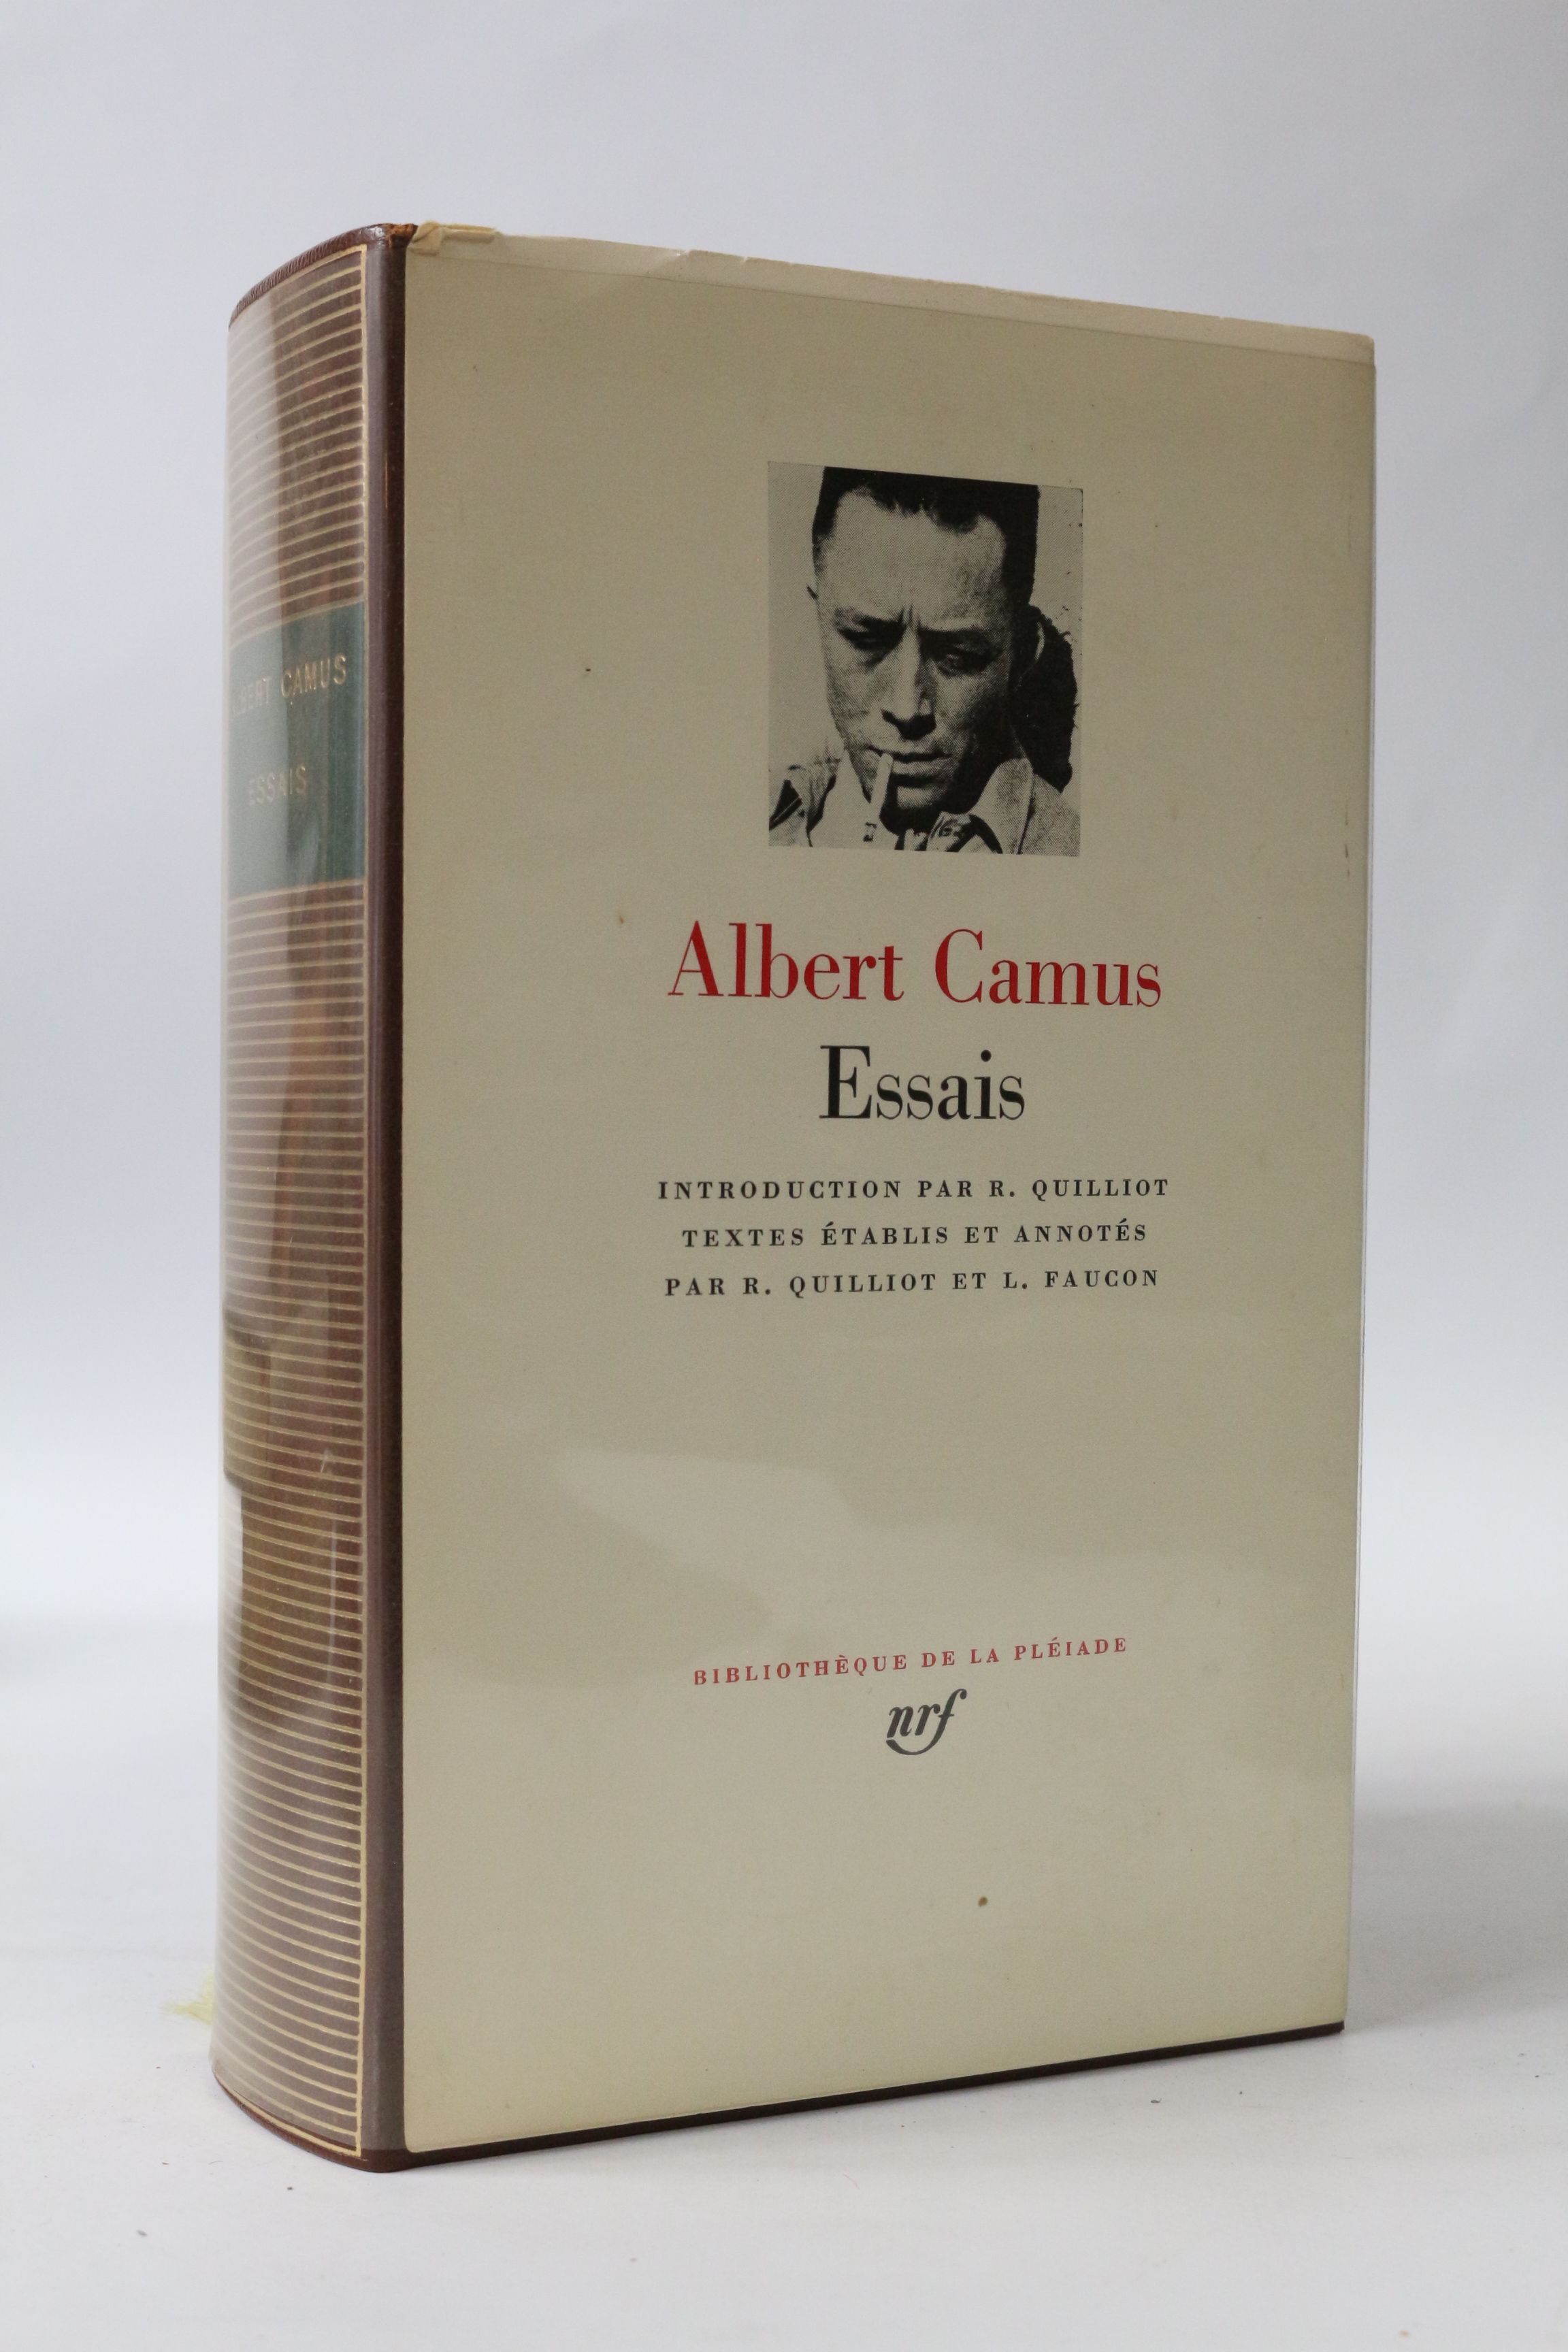 CAMUS
ESSAIS
Albert Camus
Essais
INTRODUCTION PAR R. QUILLIOT
TEXTES ÉTABLIS ET ANNOTÉS
PAR R. QUILLIOT ET L. FAUCON
BIBLIOTHÈQUE DE LA PLÉIADE
nrf